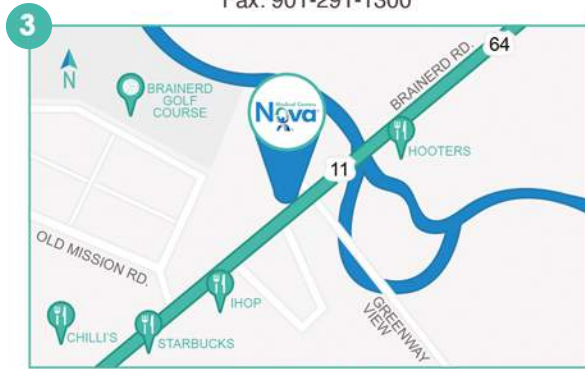 Fax: 901-291-1300
3
64
BRAINERD RD.
N
BRAINERD
GOLF
COURSE
Medical Centers
Nova
HOOTERS
11
OLD MISSION RD.
IHOP
GREENWAY
VIEW
CHILLI'S
STARBUCKS